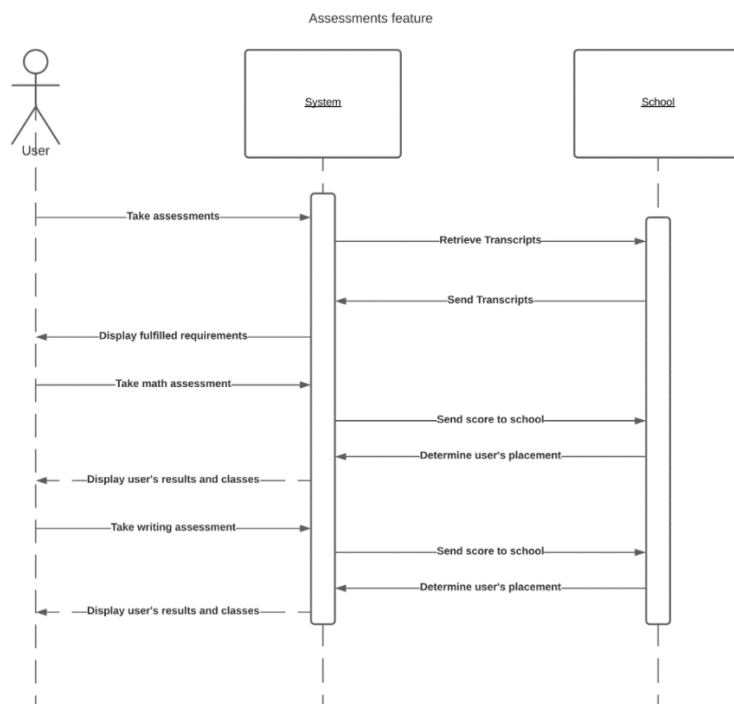 Assessments feature
System
School
User
Take assessments
Retrieve Transcripts
Send Transcripts
Display fulfilled requirements
Take math assessment
Send score to school
Determine user's placement
Display user's results and classes
Take writing assessment
Send score to school
Determine user's placement
Display user's results and classes